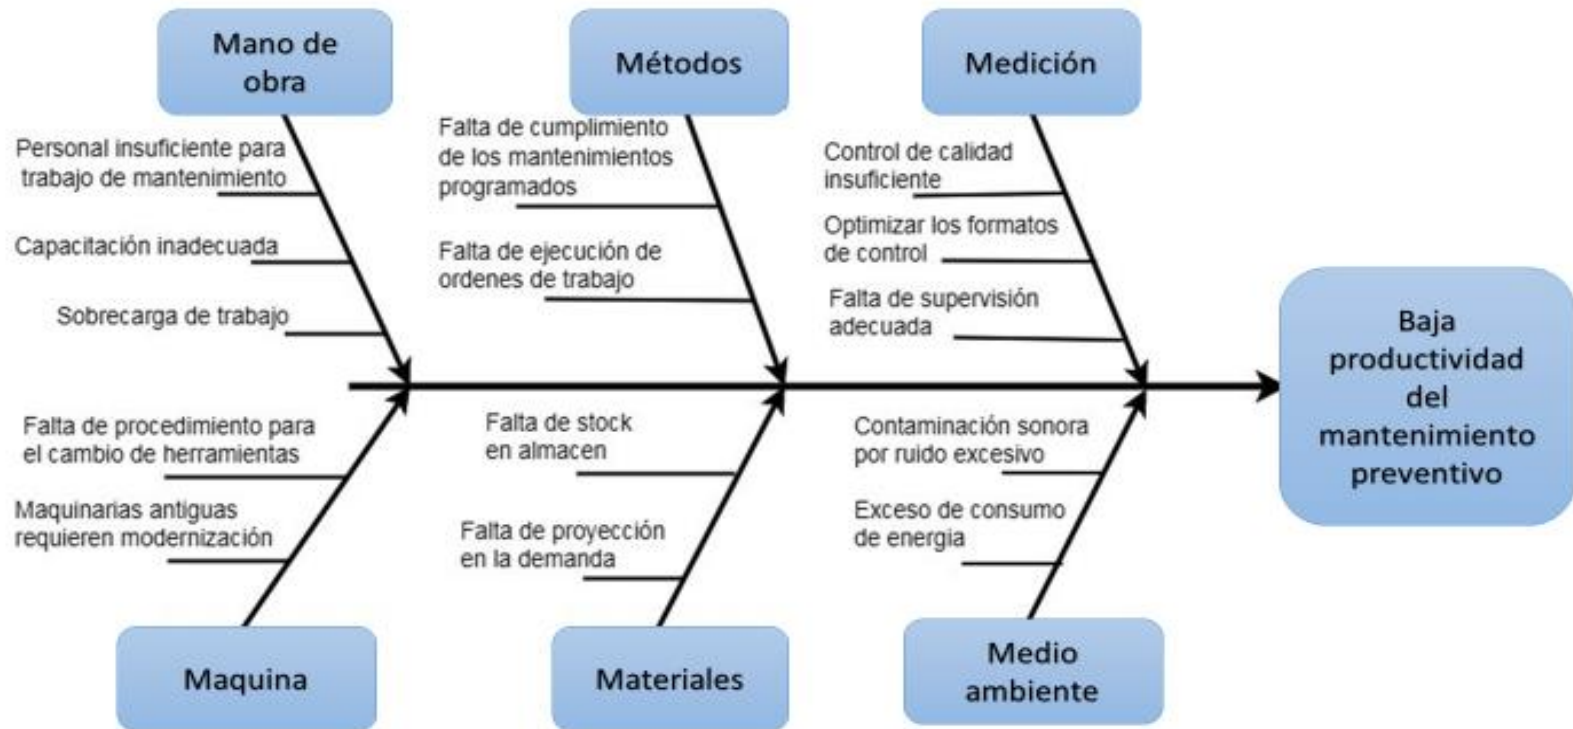 Mano de
obra
Métodos
Medición
Personal insuficiente para
trabajo de mantenimiento
Capacitación inadecuada
Sobrecarga de trabajo
Falta de cumplimiento
de los mantenimientos
programados
Falta de ejecución de
ordenes de trabajo
Control de calidad
insuficiente
Optimizar los formatos
de control
Falta de supervisión
adecuada
Baja
productividad
del
mantenimiento
preventivo
Falta de procedimiento para
el cambio de herramientas
Maquinarias antiguas
requieren modernización
Falta de stock
en almacen
Falta de proyección
en la demanda
Contaminación sonora
por ruido excesivo
Exceso de consumo
de energia
Maquina
Materiales
Medio
ambiente